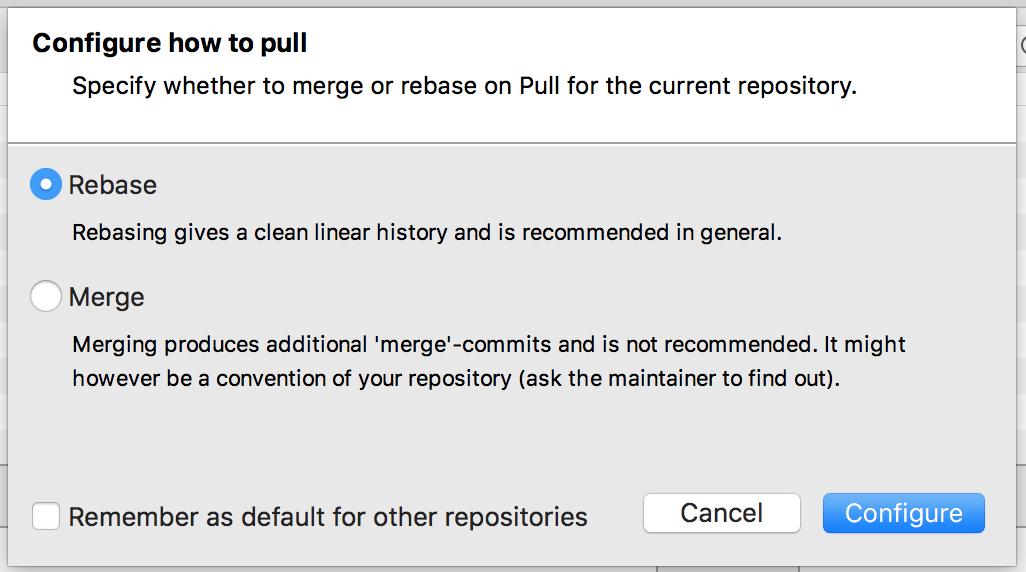 Configure how to pull
Specify whether to merge or rebase on Pull for the current repository.
Rebase
Rebasing gives a clean linear history and is recommended in general.
Merge
Merging produces additional 'merge'-commits and is not recommended. It might
however be a convention of your repository (ask the maintainer to find out).
Remember as default for other repositories
Cancel
Configure